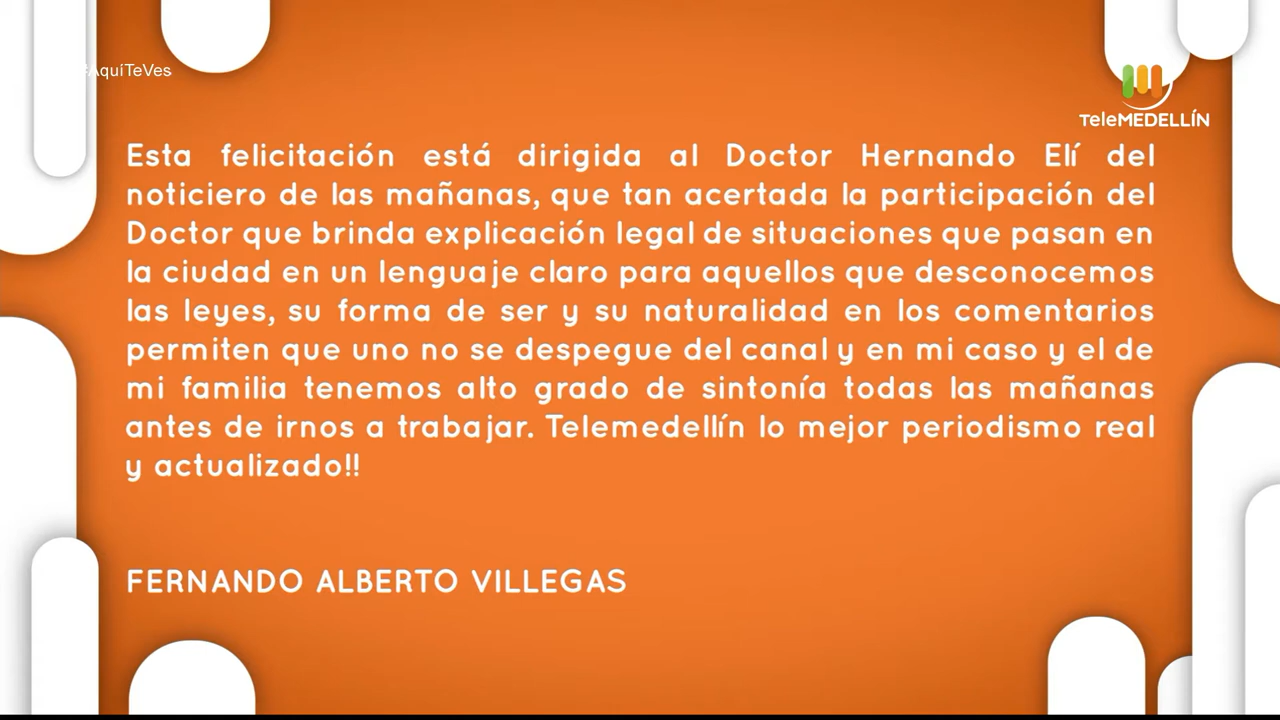 #AquíTeVes
TeleMEDELLÍN
Esta felicitación está dirigida al Doctor Hernando Elí del
noticiero de las mañanas, que tan acertada la participación del
Doctor que brinda explicación legal de situaciones que pasan en
la ciudad en un lenguaje claro para aquellos que desconocemos
las leyes, su forma de ser y su naturalidad en los comentarios
permiten que uno no se despegue del canal y en mi caso y el de
mi familia tenemos alto grado de sintonía todas las mañanas
antes de irnos a trabajar. Telemedellín lo mejor periodismo real
y actualizado!!
FERNANDO ALBERTO VILLEGAS